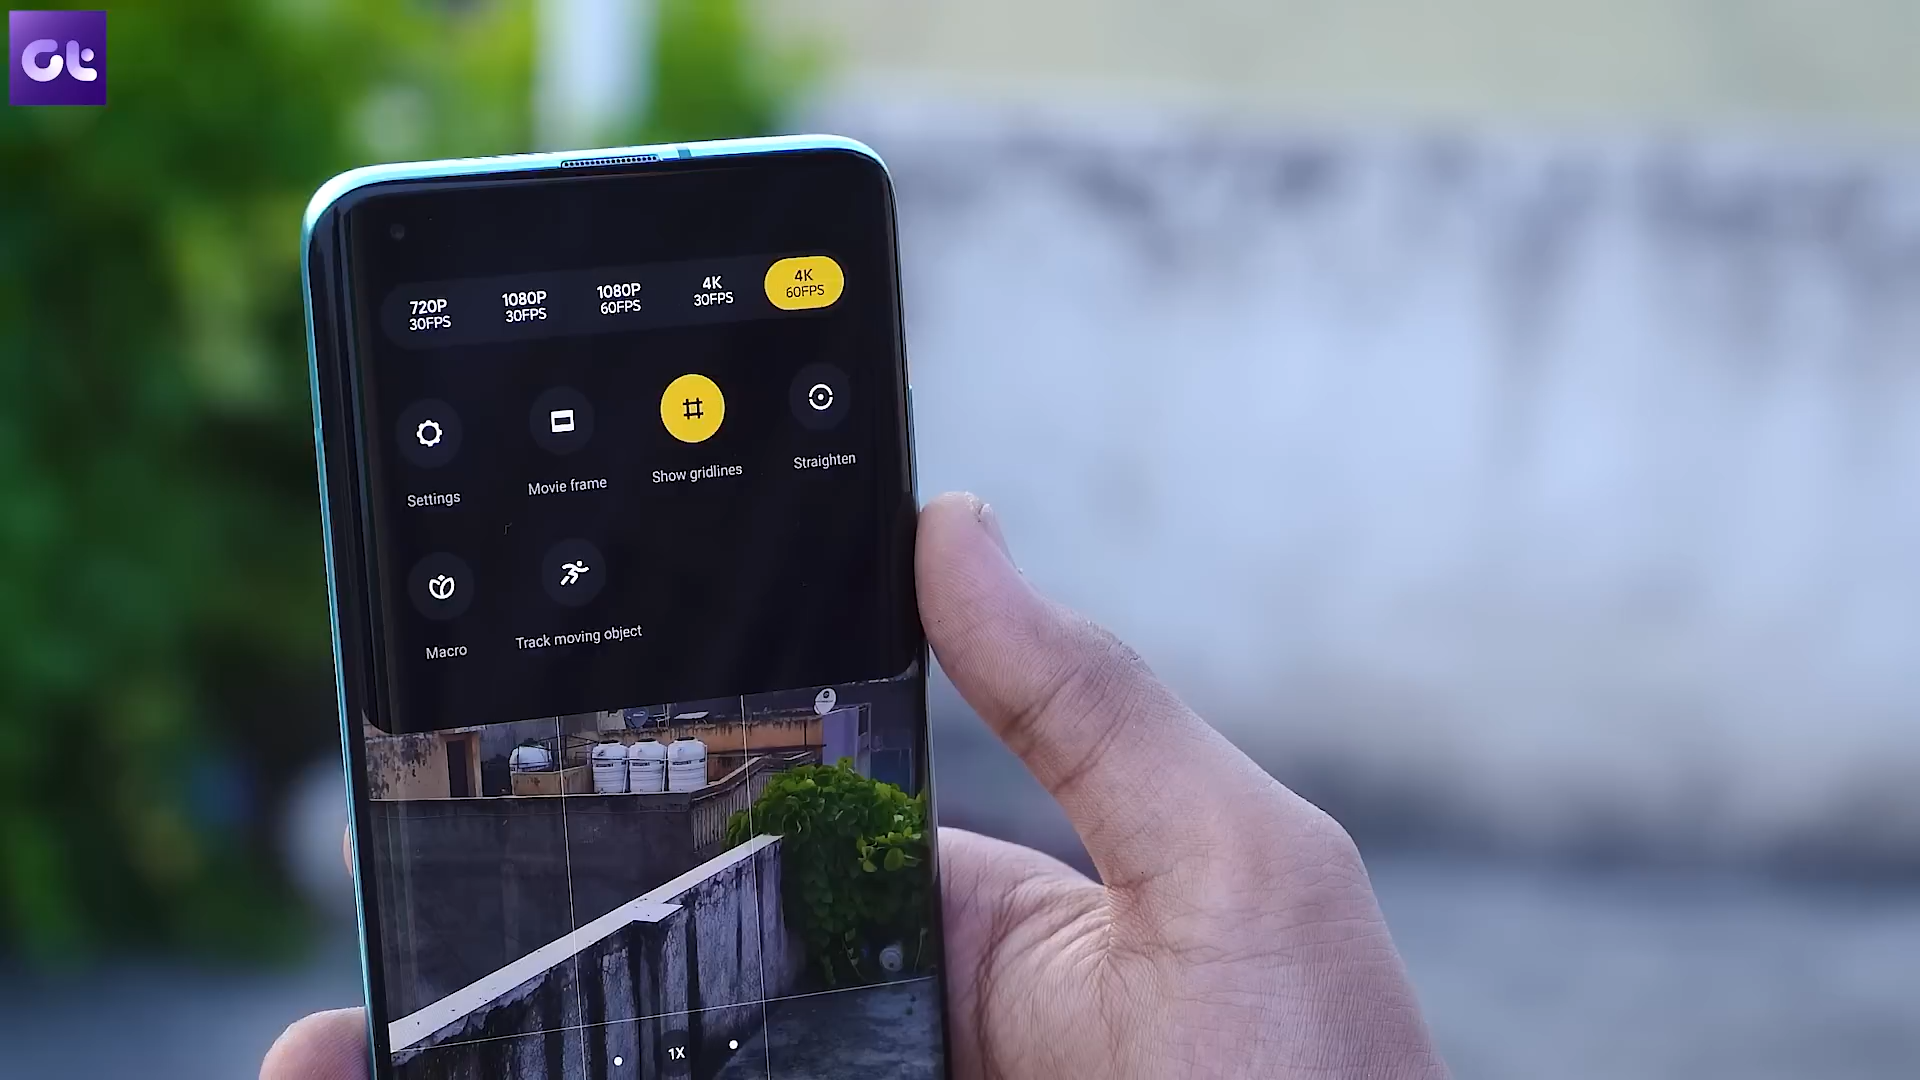 Gt
720P 1080P 1080P 4K 4K
30FPS 30FPS 60FPS 30FPS 60FPS
Settings Movie frame Show gridlines Straighten
Macro Track moving object
1X